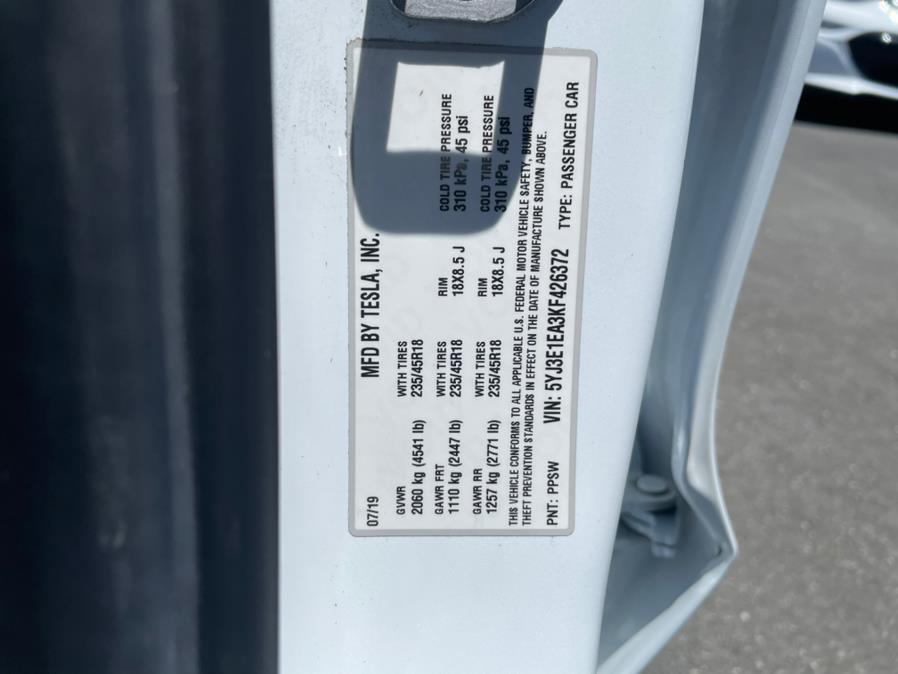 MFD BY TESLA, INC.
07/19
GVWR WITH TIRES RIM COLD TIRE PRESSURE
2060 kg (4541 lb) 235/45R18 18X8.5 J 310 kPa, 45 psi
GAWR FRT WITH TIRES RIM COLD TIRE PRESSURE
1110 kg (2447 lb) 235/45R18 18X8.5 J 310 kPa, 45 psi
GAWR RR WITH TIRES
1257 kg (2771 lb) 235/45R18
THIS VEHICLE CONFORMS TO ALL APPLICABLE U.S. FEDERAL MOTOR VEHICLE SAFETY, BUMPER, AND
THEFT PREVENTION STANDARDS IN EFFECT ON THE DATE OF MANUFACTURE SHOWN ABOVE.
PNT: PPSW VIN: 5YJ3E1EA3KF426372 TYPE: PASSENGER CAR